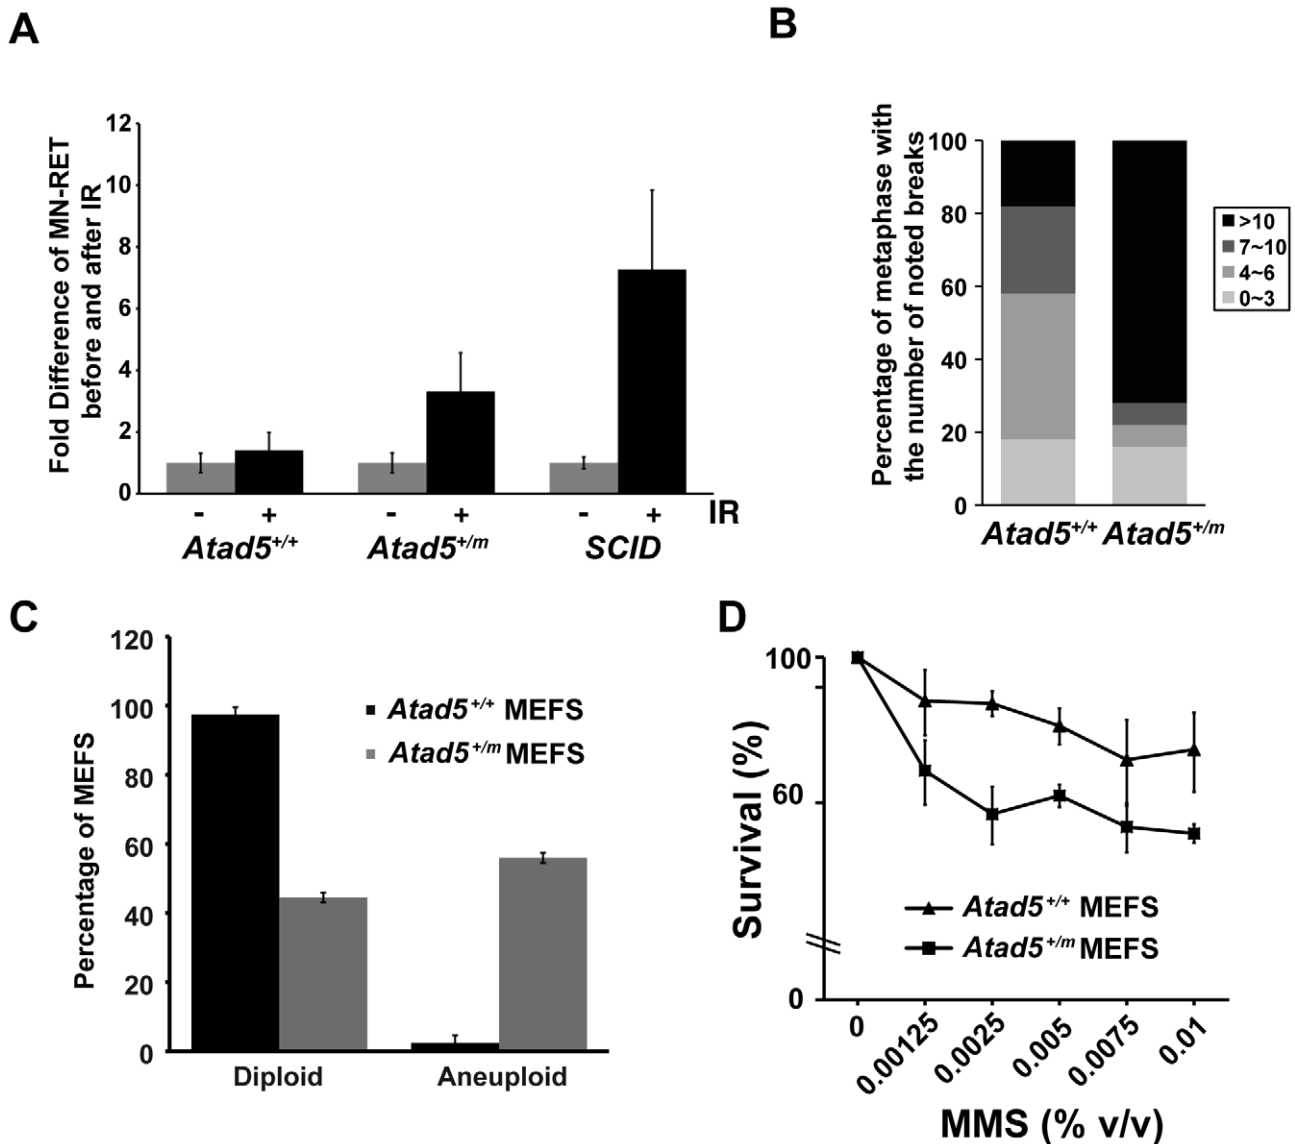 A
Fold Difference of MN-RET
before and after IR
12
10
8
6
4
2
0
- + - + - + IR
Atad5+/+ Atad5+/m SCID
B
Percentage of metaphase with
the number of noted breaks
100
80
60
40
20
0
>10
7~10
4~6
0~3
Atad5+/+ Atad5+/m
C
Percentage of MEFS
120
100
80
60
40
20
0
Atad5+/+ MEFS
Atad5+/m MEFS
Diploid Aneuploid
D
Survival (%)
100
60
0
Atad5+/+ MEFS
Atad5+/m MEFS
0 0.00125 0.0025 0.005 0.0075 0.01
MMS (% v/v)